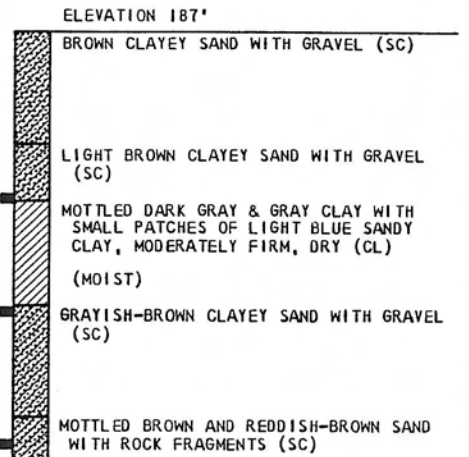 ELEVATION 187'
BROWN CLAYEY SAND WITH GRAVEL (SC)
LIGHT BROWN CLAYEY SAND WITH GRAVEL
(SC)
MOTTLED DARK GRAY & GRAY CLAY WITH
SMALL PATCHES OF LIGHT BLUE SANDY
CLAY, MODERATELY FIRM, DRY (CL)
(MOIST)
GRAYISH-BROWN CLAYEY SAND WITH GRAVEL
(SC)
MOTTLED BROWN AND REDDISH-BROWN SAND
WITH ROCK FRAGMENTS (SC)